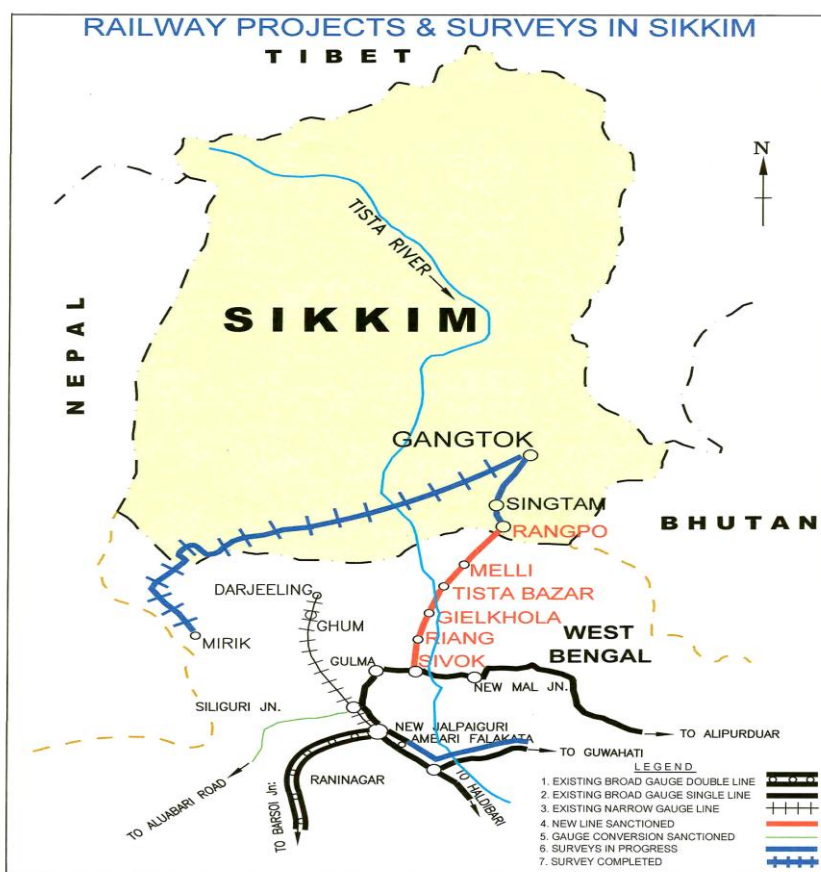 RAILWAY PROJECTS & SURVEYS IN SIKKIM
TIBET
N
TISTA RIVER
SIKKIM
NEPAL
GANGTOK
SINGTAM
RANGPO
BHUTAN
MELLI
DARJEELING
TISTA BAZAR
GHUM
GIELKHOLA
MIRIK
RIANG
WEST
BENGAL
GULMA
SIVOK
NEW MAL JN.
SILIGURI JN.
NEW JALPAIGURI
TO ALIPURDUAR
AMBARI FALAKATA
TO GUWAHATI
RANINAGAR
TO ALUABARI ROAD
TO BARSOI Jn:
TO HALDIBARI
LEGEND
1. EXISTING BROAD GAUGE DOUBLE LINE
2. EXISTING BROAD GAUGE SINGLE LINE
3. EXISTING NARROW GAUGE LINE
4. NEW LINE SANCTIONED
5. GAUGE CONVERSION SANCTIONED
6. SURVEYS IN PROGRESS
7. SURVEY COMPLETED